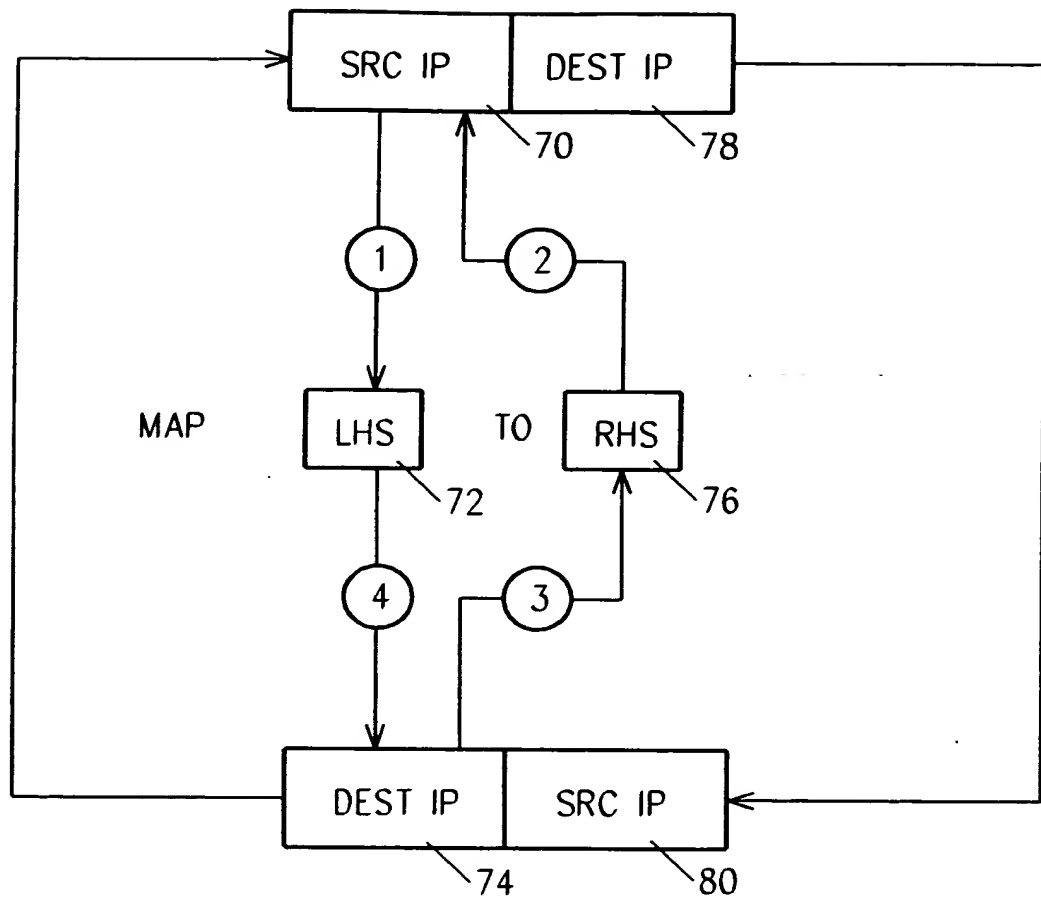 SRC IP DEST IP
70 78
1 2
MAP LHS TO RHS
72 76
4 3
DEST IP SRC IP
74 80